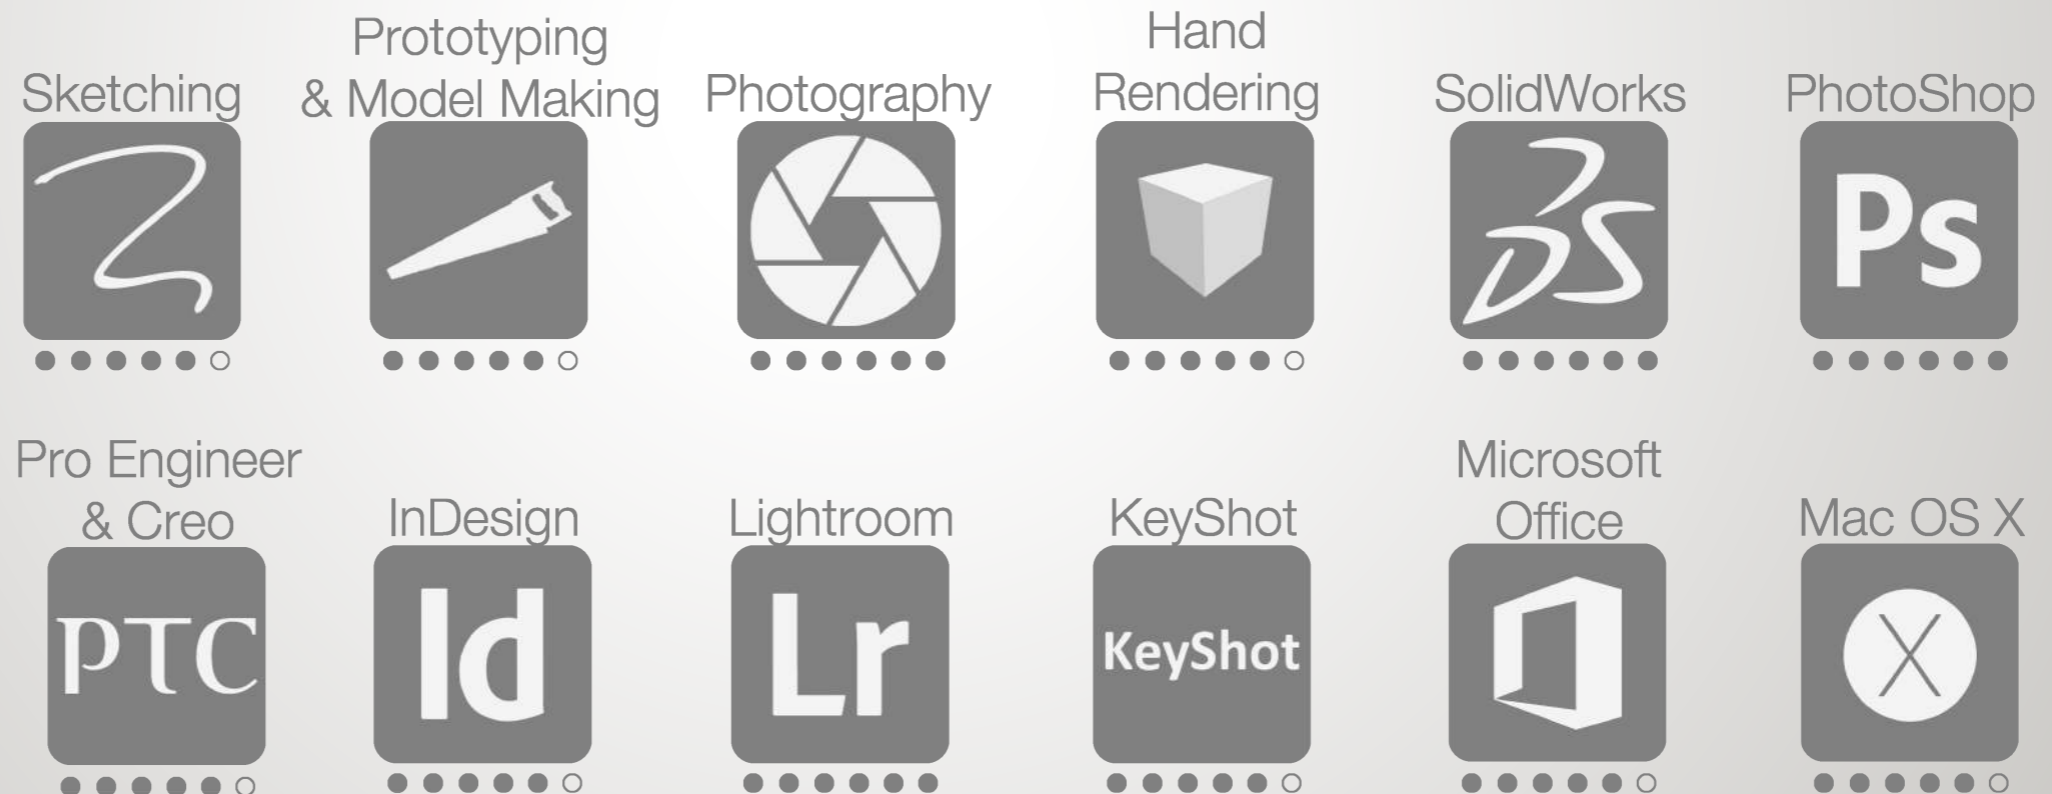 Sketching
Prototyping
& Model Making
Photography
Hand
Rendering
SolidWorks
PhotoShop
DS
Ps
Pro Engineer
& Creo
InDesign
Lightroom
KeyShot
Microsoft
Office
Mac OS X
PTC
Id
Lr
KeyShot
X